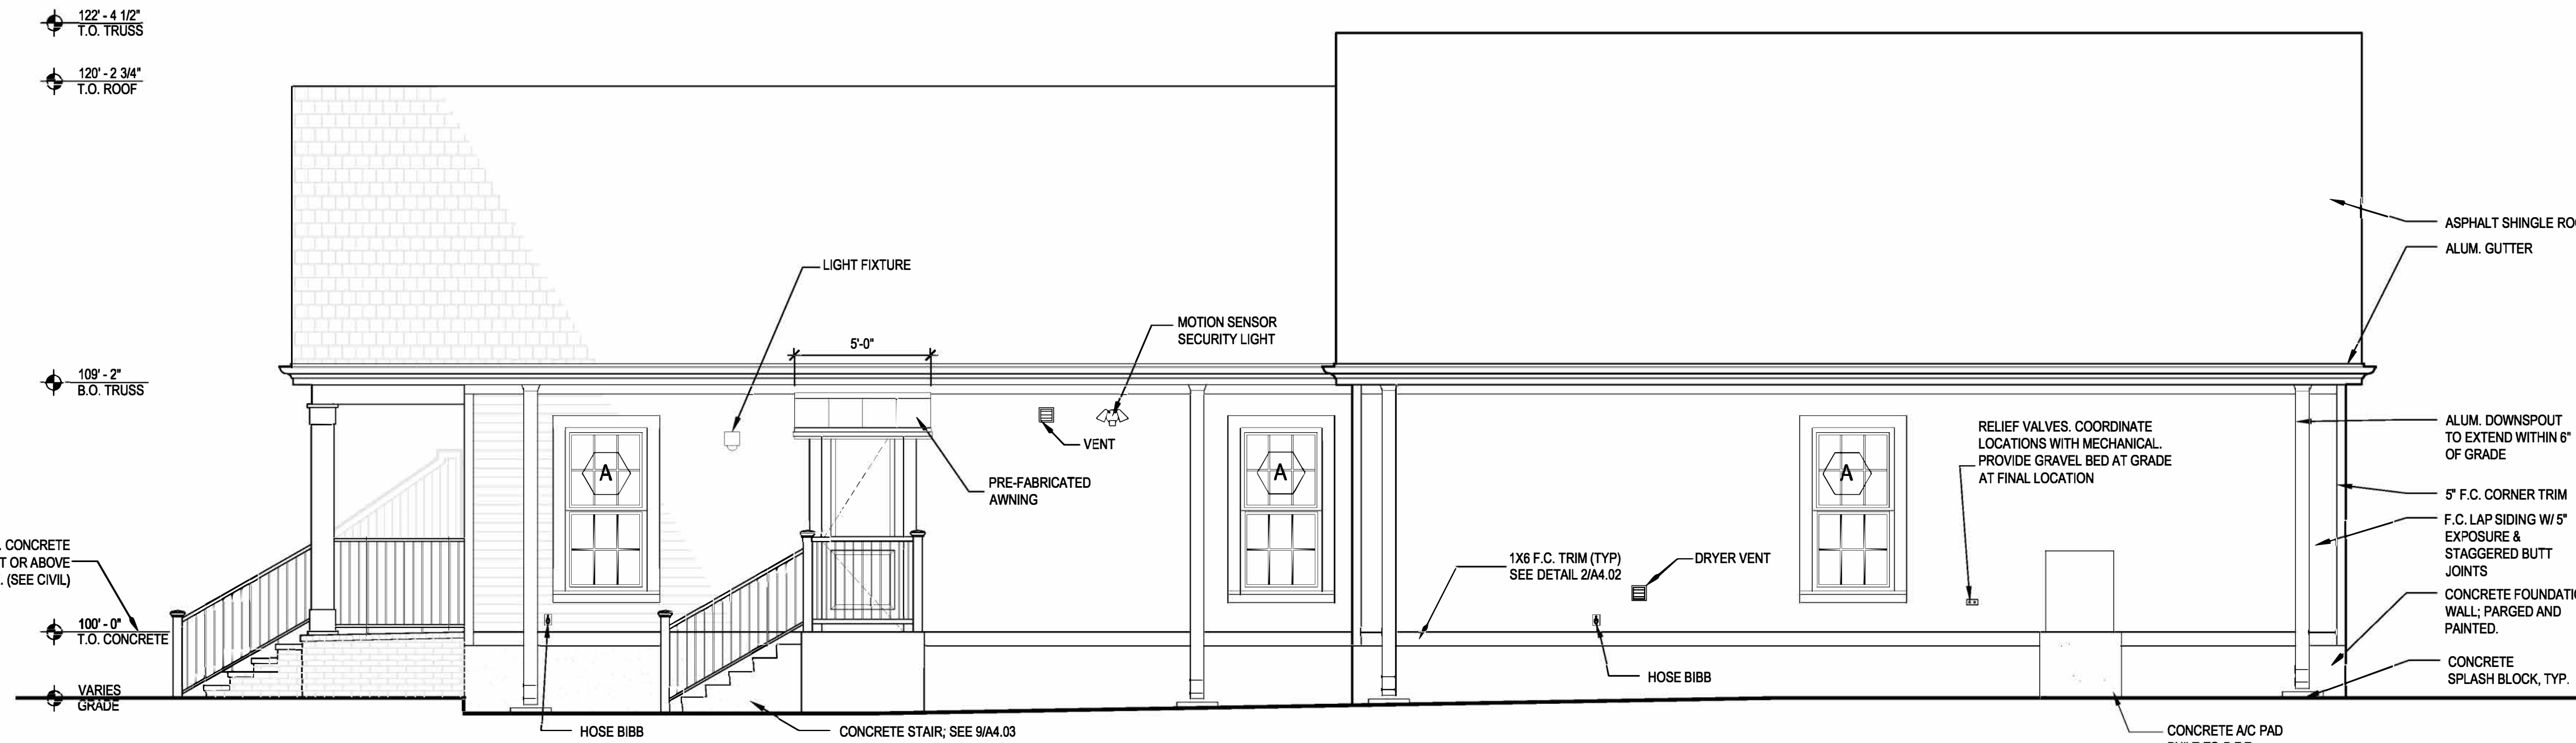 122' - 4 1/2"
T.O. TRUSS
120' - 2 3/4"
T.O. ROOF
109' - 2"
B.O. TRUSS
CONCRETE
T OR ABOVE
. (SEE CIVIL)
100' - 0"
T.O. CONCRETE
VARIES
GRADE
LIGHT FIXTURE
5'-0"
MOTION SENSOR
SECURITY LIGHT
VENT
PRE-FABRICATED
AWNING
A
A
A
HOSE BIBB
CONCRETE STAIR; SEE 9/A4.03
1X6 F.C. TRIM (TYP)
SEE DETAIL 2/A4.02
DRYER VENT
HOSE BIBB
RELIEF VALVES. COORDINATE
LOCATIONS WITH MECHANICAL.
PROVIDE GRAVEL BED AT GRADE
AT FINAL LOCATION
ASPHALT SHINGLE ROO
ALUM. GUTTER
ALUM. DOWNSPOUT
TO EXTEND WITHIN 6"
OF GRADE
5" F.C. CORNER TRIM
F.C. LAP SIDING W/ 5"
EXPOSURE &
STAGGERED BUTT
JOINTS
CONCRETE FOUNDATIO
WALL; PARGED AND
PAINTED.
CONCRETE
SPLASH BLOCK, TYP.
CONCRETE A/C PAD